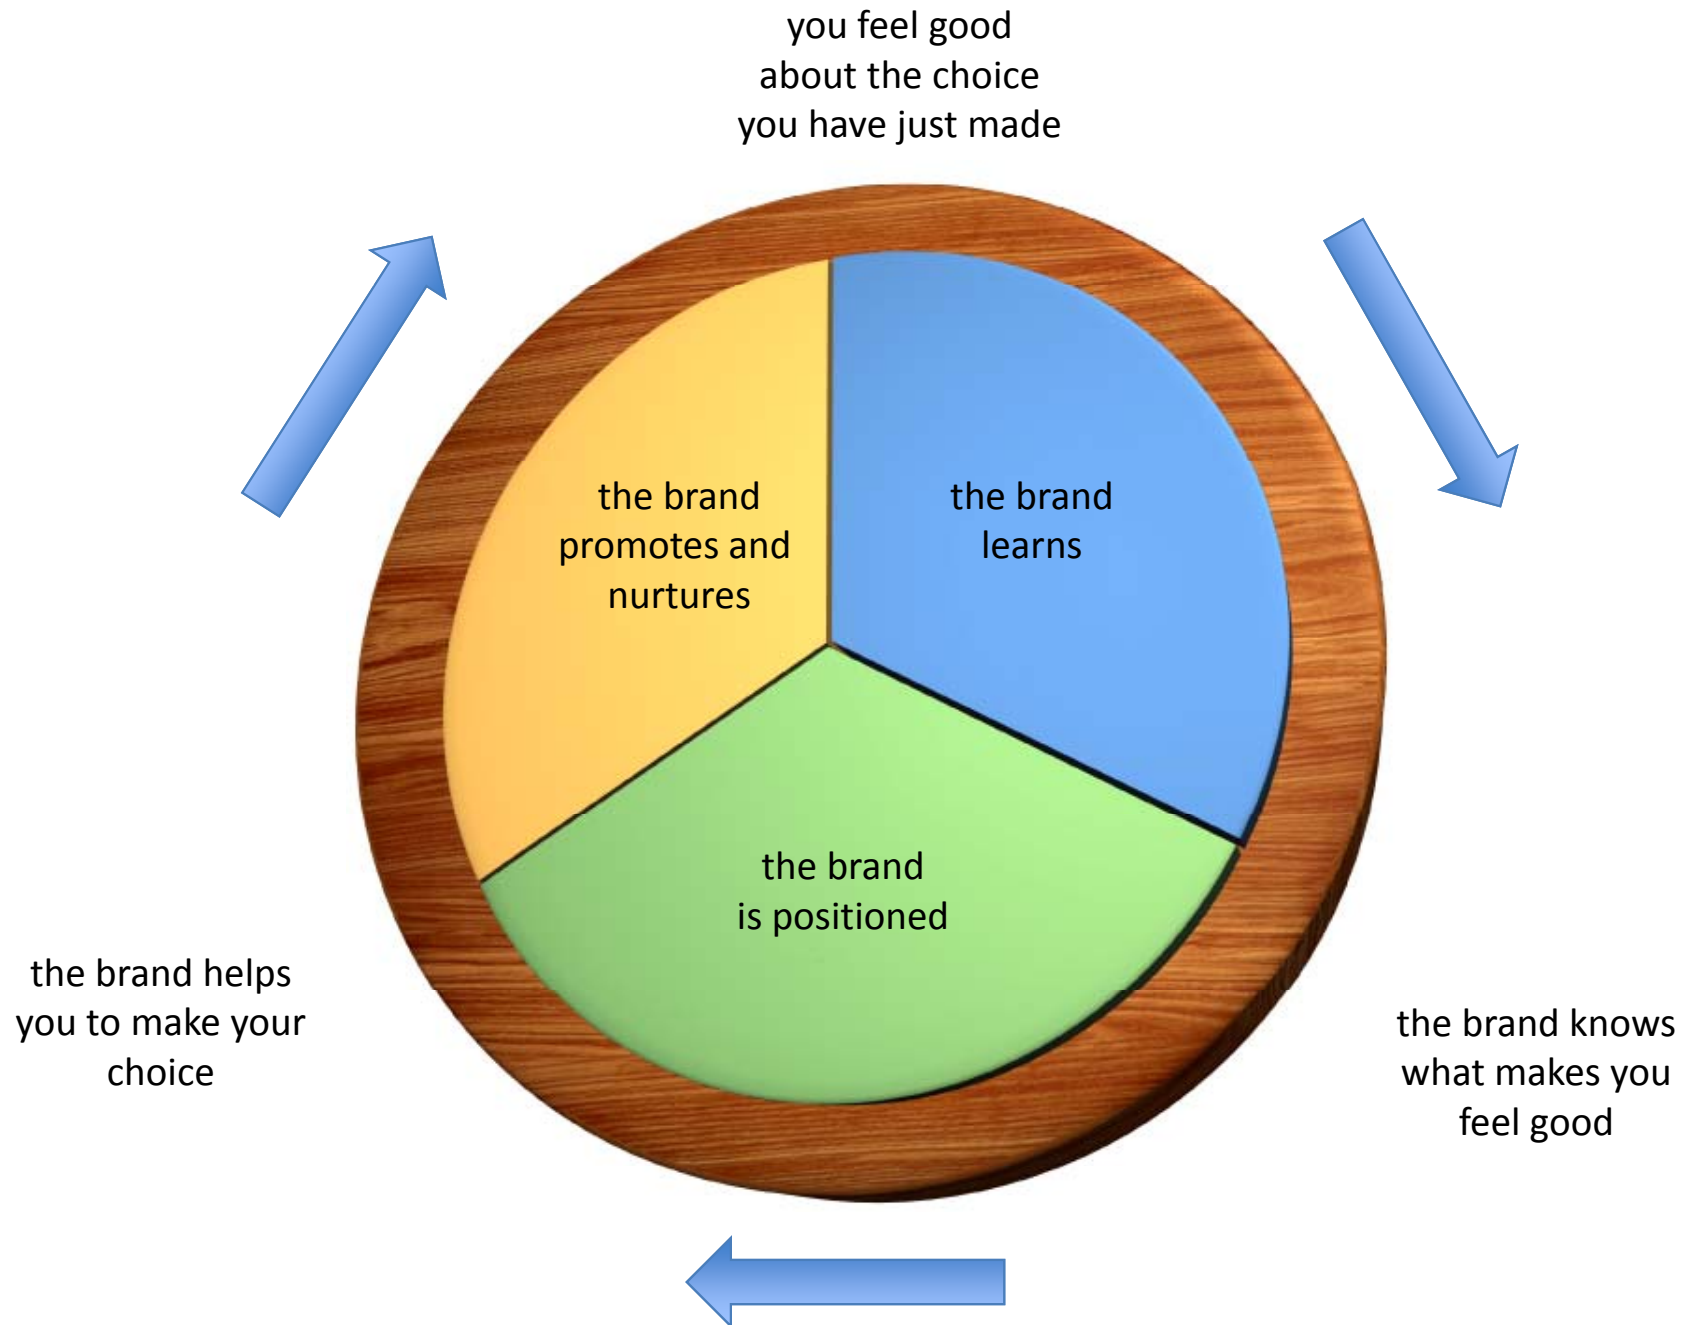 you feel good
about the choice
you have just made
the brand
promotes and
nurtures
the brand
learns
the brand
is positioned
the brand helps
you to make your
choice
the brand knows
what makes you
feel good